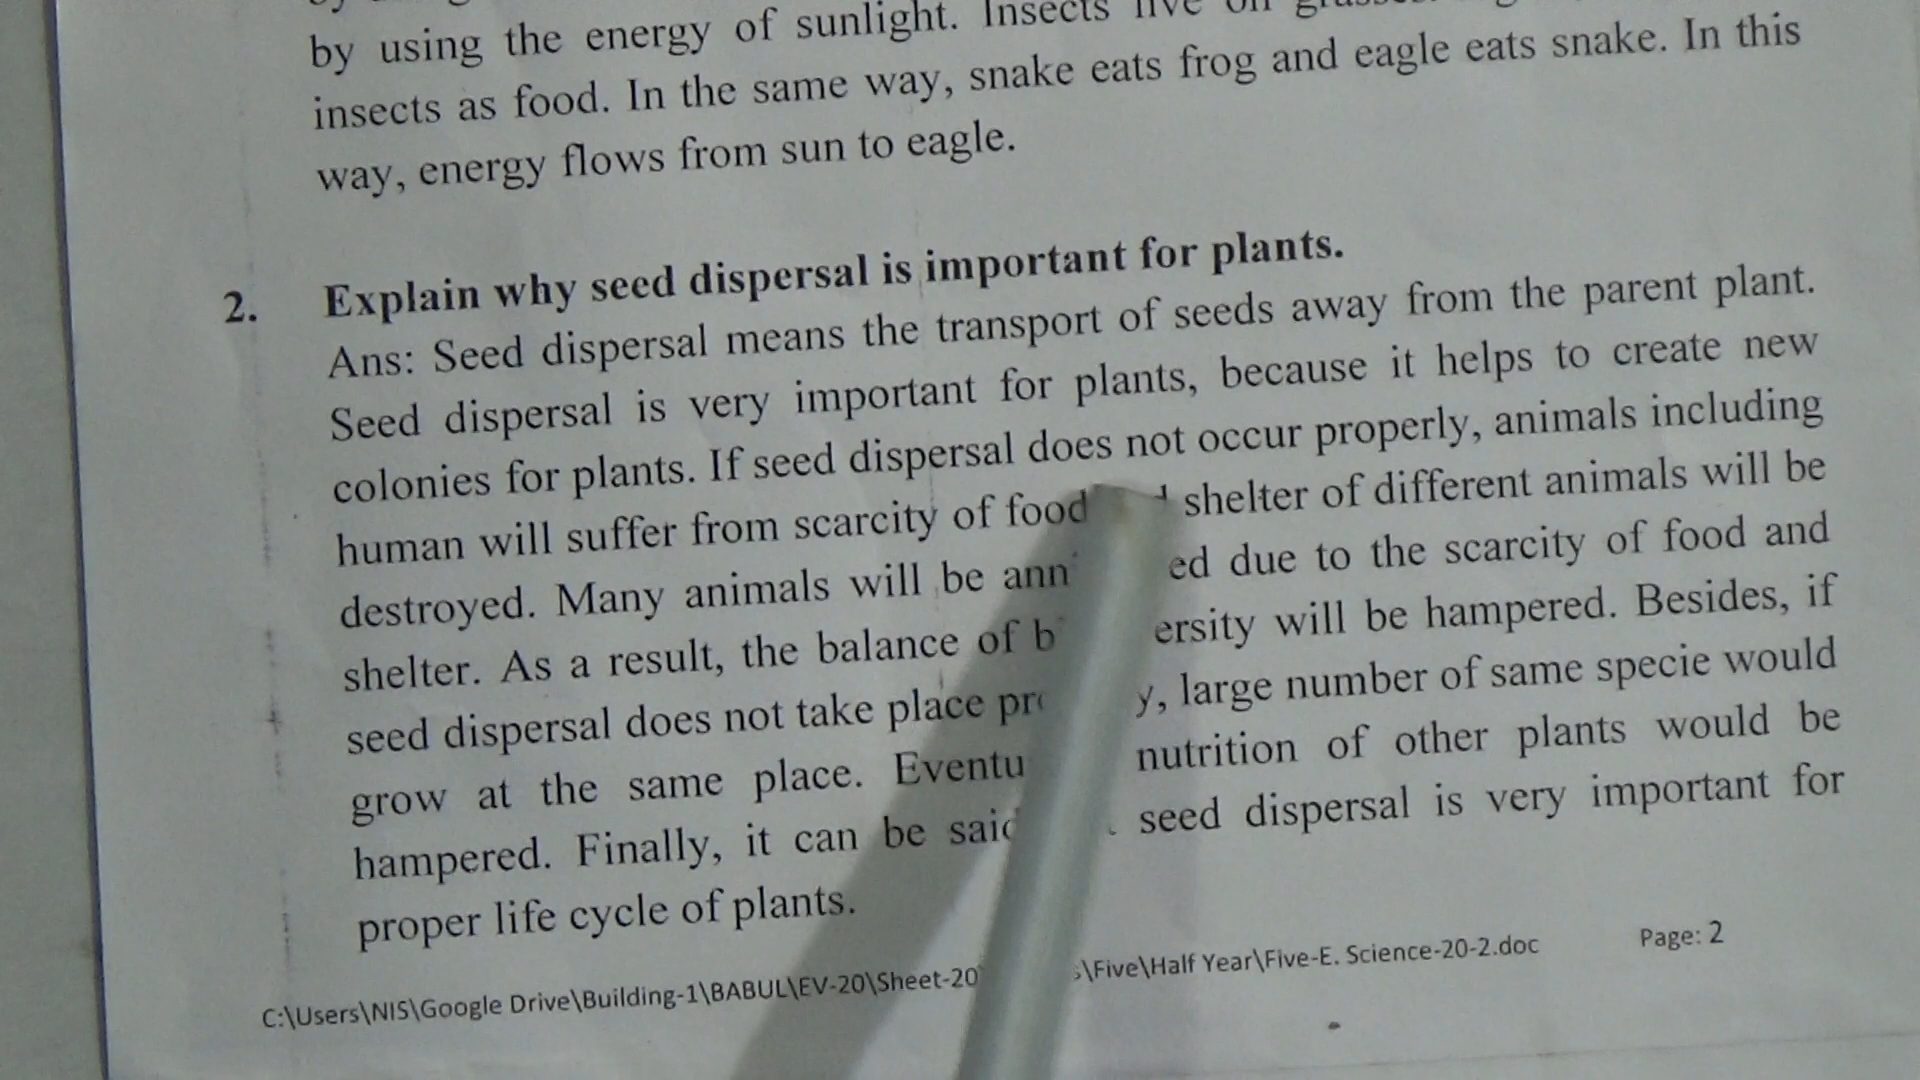 by using the energy of sunlight. Insects live on
insects as food. In the same way, snake eats frog and eagle eats snake. In this
way, energy flows from sun to eagle.
2. Explain why seed dispersal is important for plants.
Ans: Seed dispersal means the transport of seeds away from the parent plant.
Seed dispersal is very important for plants, because it helps to create new
colonies for plants. If seed dispersal does not occur properly, animals including
human will suffer from scarcity of food shelter of different animals will be
destroyed. Many animals will be due to the scarcity of food and
shelter. As a result, the balance of will be hampered. Besides, if
seed dispersal does not take place large number of same specie would
grow at the same place. nutrition of other plants would be
hampered. Finally, it can be said seed dispersal is very important for
proper life cycle of plants.
C:\Users\NIS\Google Drive\Building-1\BABUL\EV-20\Sheet-20 \Five\Half Year\Five-E. Science-20-2.doc Page: 2